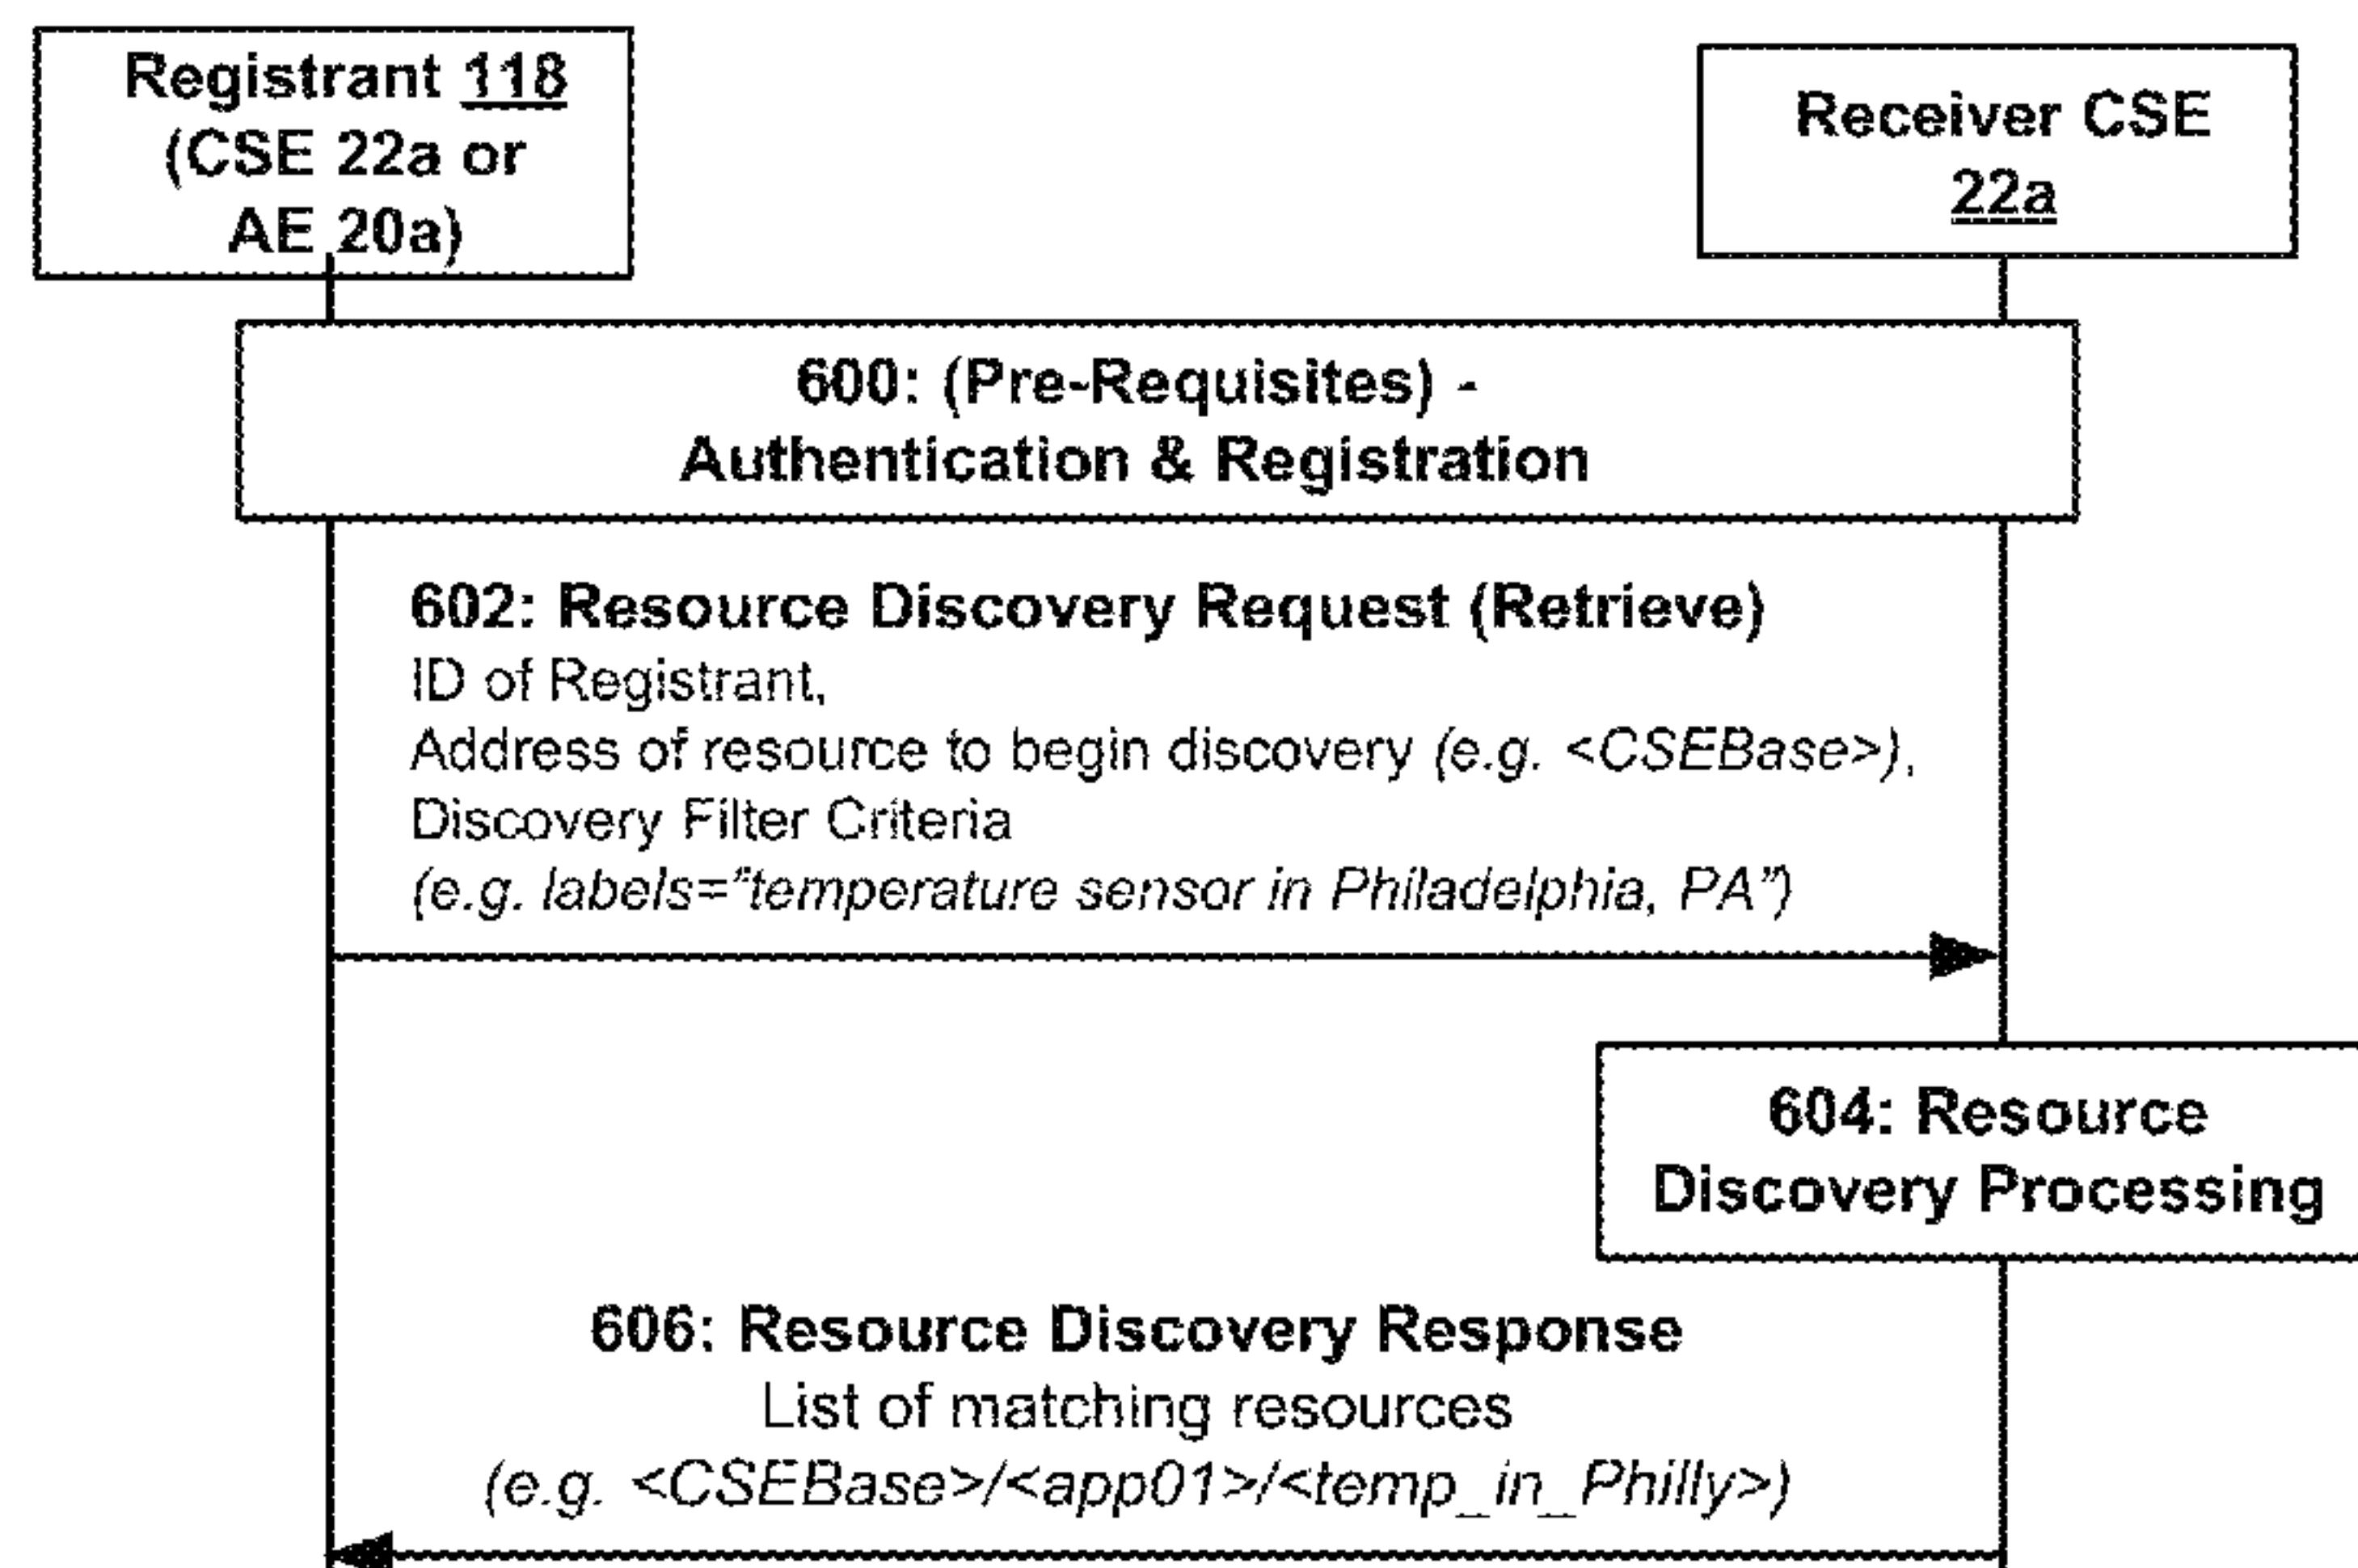 Registrant 118
(CSE 22a or
AE 20a)
Receiver CSE
22a
600: (Pre-Requisites) -
Authentication & Registration
602: Resource Discovery Request (Retrieve)
ID of Registrant,
Address of resource to begin discovery (e.g. <CSEBase>),
Discovery Filter Criteria
(e.g. labels="temperature sensor in Philadelphia, PA")
604: Resource
Discovery Processing
606: Resource Discovery Response
List of matching resources
(e.g. <CSEBase>/<app01>/<temp_in_Philly>)